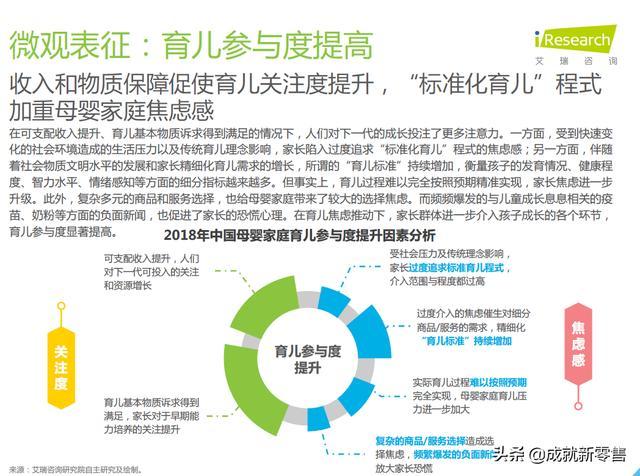 微观表征：育儿参与度提高
iResearch
艾 瑞 咨 询
收入和物质保障促使育儿关注度提升，“标准化育儿”程式
加重母婴家庭焦虑感
在可支配收入提升、育儿基本物质诉求得到满足的情况下，人们对下一代的成长投注了更多注意力。一方面，受到快速变
化的社会环境造成的生活压力以及传统育儿理念影响，家长陷入过度追求“标准化育儿”程式的焦虑感；另一方面，伴随
着社会物质文明水平的发展和家长精细化育儿需求的增长，所谓的“育儿标准”持续增加，衡量孩子的发育情况、健康程
度、智力水平、情绪感知等方面的细分指标越来越多。但事实上，育儿过程难以完全按照预期精准实现，家长焦虑进一步
升级。此外，复杂多元的商品和服务选择，也给母婴家庭带来了较大的选择焦虑。而频频爆发的与儿童成长息息相关的疫
苗、奶粉等方面的负面新闻，也促进了家长的恐慌心理。在育儿焦虑推动下，家长群体进一步介入孩子成长的各个环节，
育儿参与度显著提高。
2018年中国母婴家庭育儿参与度提升因素分析
可支配收入提升，人们
对下一代可投入的关注
和资源增长
受社会压力及传统理念影响，
家长过度追求标准育儿程式，
介入范围与程度都过高
过度介入的焦虑催生对细分
商品/服务的需求，精细化
“育儿标准”持续增加
关注度
育儿参与度
提升
焦虑感
实际育儿过程难以按照预期
完全实现，母婴家庭育儿压
力进一步加大
育儿基本物质诉求得到
满足，家长对于早期能
力培养的关注提升
复杂的商品/服务选择造成选
择焦虑，频繁爆发的负面新闻
放大家长恐慌
来源：艾瑞咨询研究院自主研究及绘制。
头条 @成就新零售